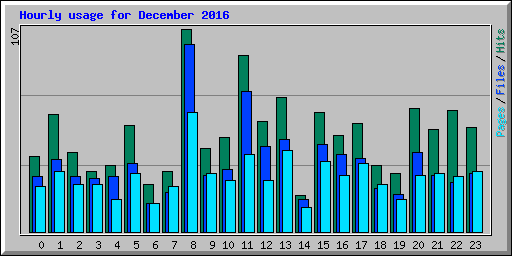 Hourly usage for December 2016
107
Pages/Files/Hits
0 1 2 3 4 5 6 7 8 9 10 11 12 13 14 15 16 17 18 19 20 21 22 23